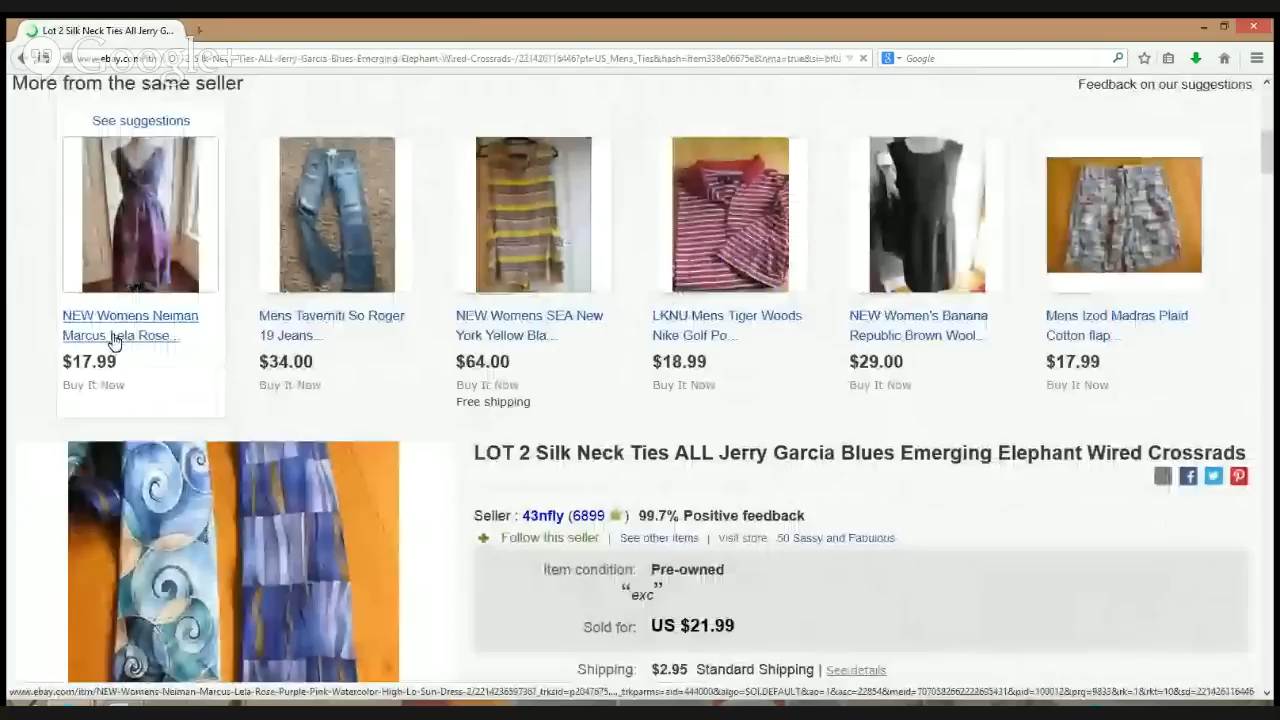 Lot 2 Silk Neck Ties All Jerry G...
Google+
Google
More from the same seller
Feedback on our suggestions
See suggestions
NEW Womens Neiman Marcus Lela Rose...
$17.99
Buy It Now
Mens Taverniti So Roger 19 Jeans...
$34.00
Buy It Now
NEW Womens SEA New York Yellow Bla...
$64.00
Buy It Now
Free shipping
LKNU Mens Tiger Woods Nike Golf Po...
$18.99
Buy It Now
NEW Women's Banana Republic Brown Wool...
$29.00
Buy It Now
Mens Izod Madras Plaid Cotton flap...
$17.99
Buy It Now
LOT 2 Silk Neck Ties ALL Jerry Garcia Blues Emerging Elephant Wired Crossrads
Seller : 43nfly (6899 ) 99.7% Positive feedback
Follow this seller | See other items | Visit store: 50 Sassy and Fabulous
Item condition: Pre-owned
"exc"
Sold for: US $21.99
Shipping: $2.95 Standard Shipping | See details